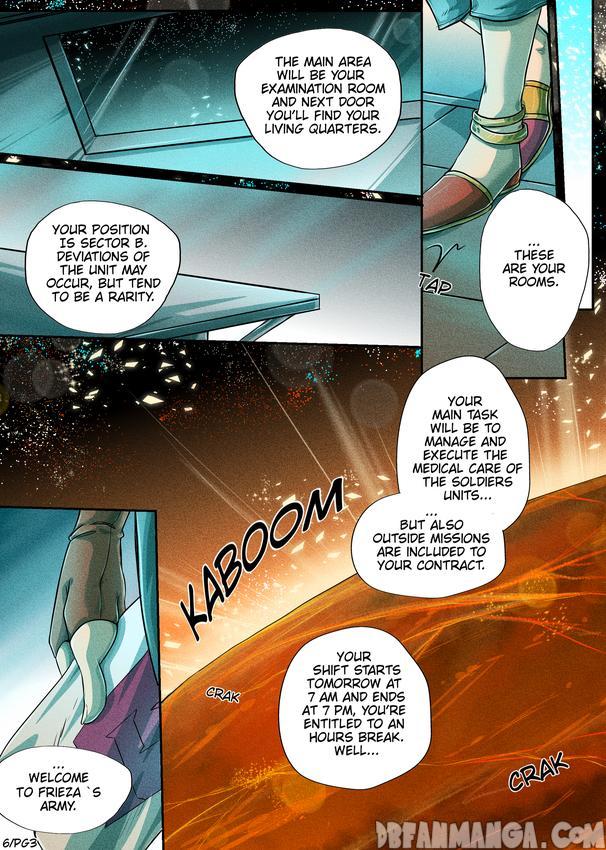 ...
THESE
ARE YOUR
ROOMS.
TAP
THE MAIN AREA
WILL BE YOUR
EXAMINATION ROOM
AND NEXT DOOR
YOU'LL FIND YOUR
LIVING QUARTERS.
YOUR POSITION
IS SECTOR B.
DEVIATIONS OF
THE UNIT MAY
OCCUR, BUT TEND
TO BE A RARITY.
YOUR
MAIN TASK
WILL BE TO
MANAGE AND
EXECUTE THE
MEDICAL CARE OF
THE SOLDIERS
UNITS...
...
BUT ALSO
OUTSIDE MISSIONS
ARE INCLUDED TO
YOUR CONTRACT.
KABOOM
YOUR
SHIFT STARTS
TOMORROW AT
7 AM AND ENDS
AT 7 PM, YOU'RE
ENTITLED TO AN
HOURS BREAK.
WELL...
CRAK
CRAK
...
WELCOME
TO FRIEZA `S
ARMY.
6/PG3
DBFANMANGA.COM